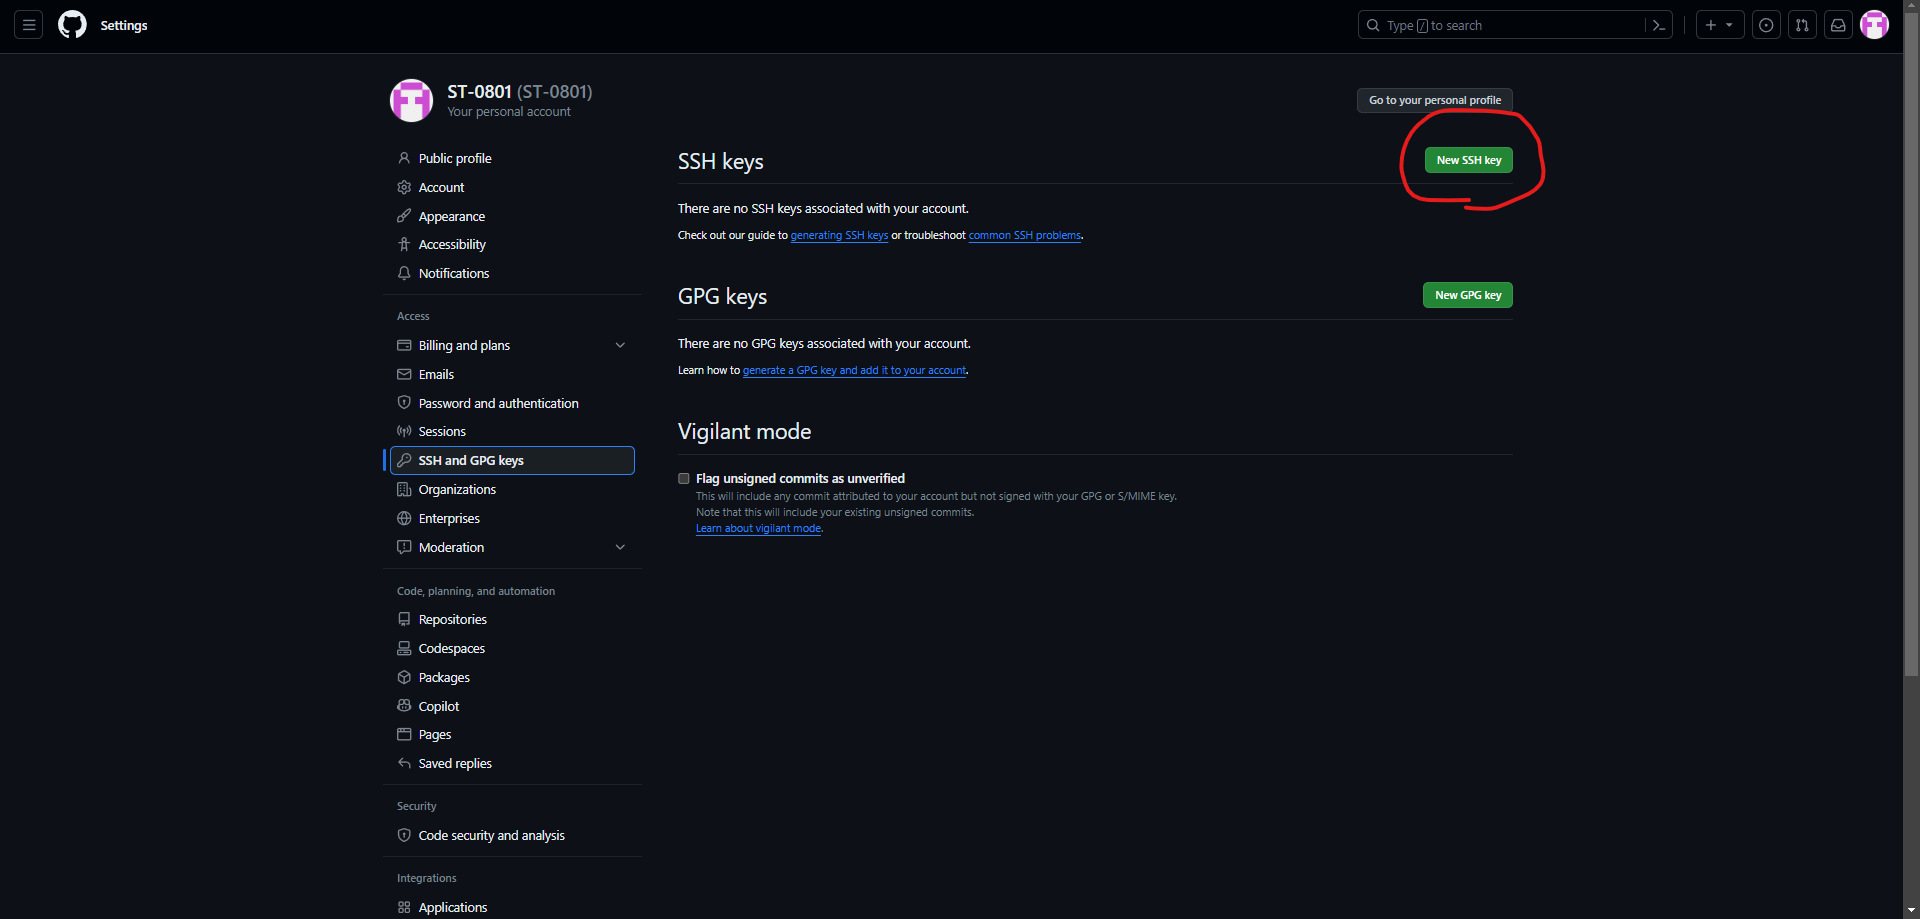 Settings
Type / to search
ST-0801 (ST-0801)
Your personal account
Go to your personal profile
Public profile
Account
Appearance
Accessibility
Notifications
Access
Billing and plans
Emails
Password and authentication
Sessions
SSH and GPG keys
Organizations
Enterprises
Moderation
Code, planning, and automation
Repositories
Codespaces
Packages
Copilot
Pages
Saved replies
Security
Code security and analysis
Integrations
Applications
SSH keys
New SSH key
There are no SSH keys associated with your account.
Check out our guide to generating SSH keys or troubleshoot common SSH problems.
GPG keys
New GPG key
There are no GPG keys associated with your account.
Learn how to generate a GPG key and add it to your account.
Vigilant mode
Flag unsigned commits as unverified
This will include any commit attributed to your account but not signed with your GPG or S/MIME key.
Note that this will include your existing unsigned commits.
Learn about vigilant mode.